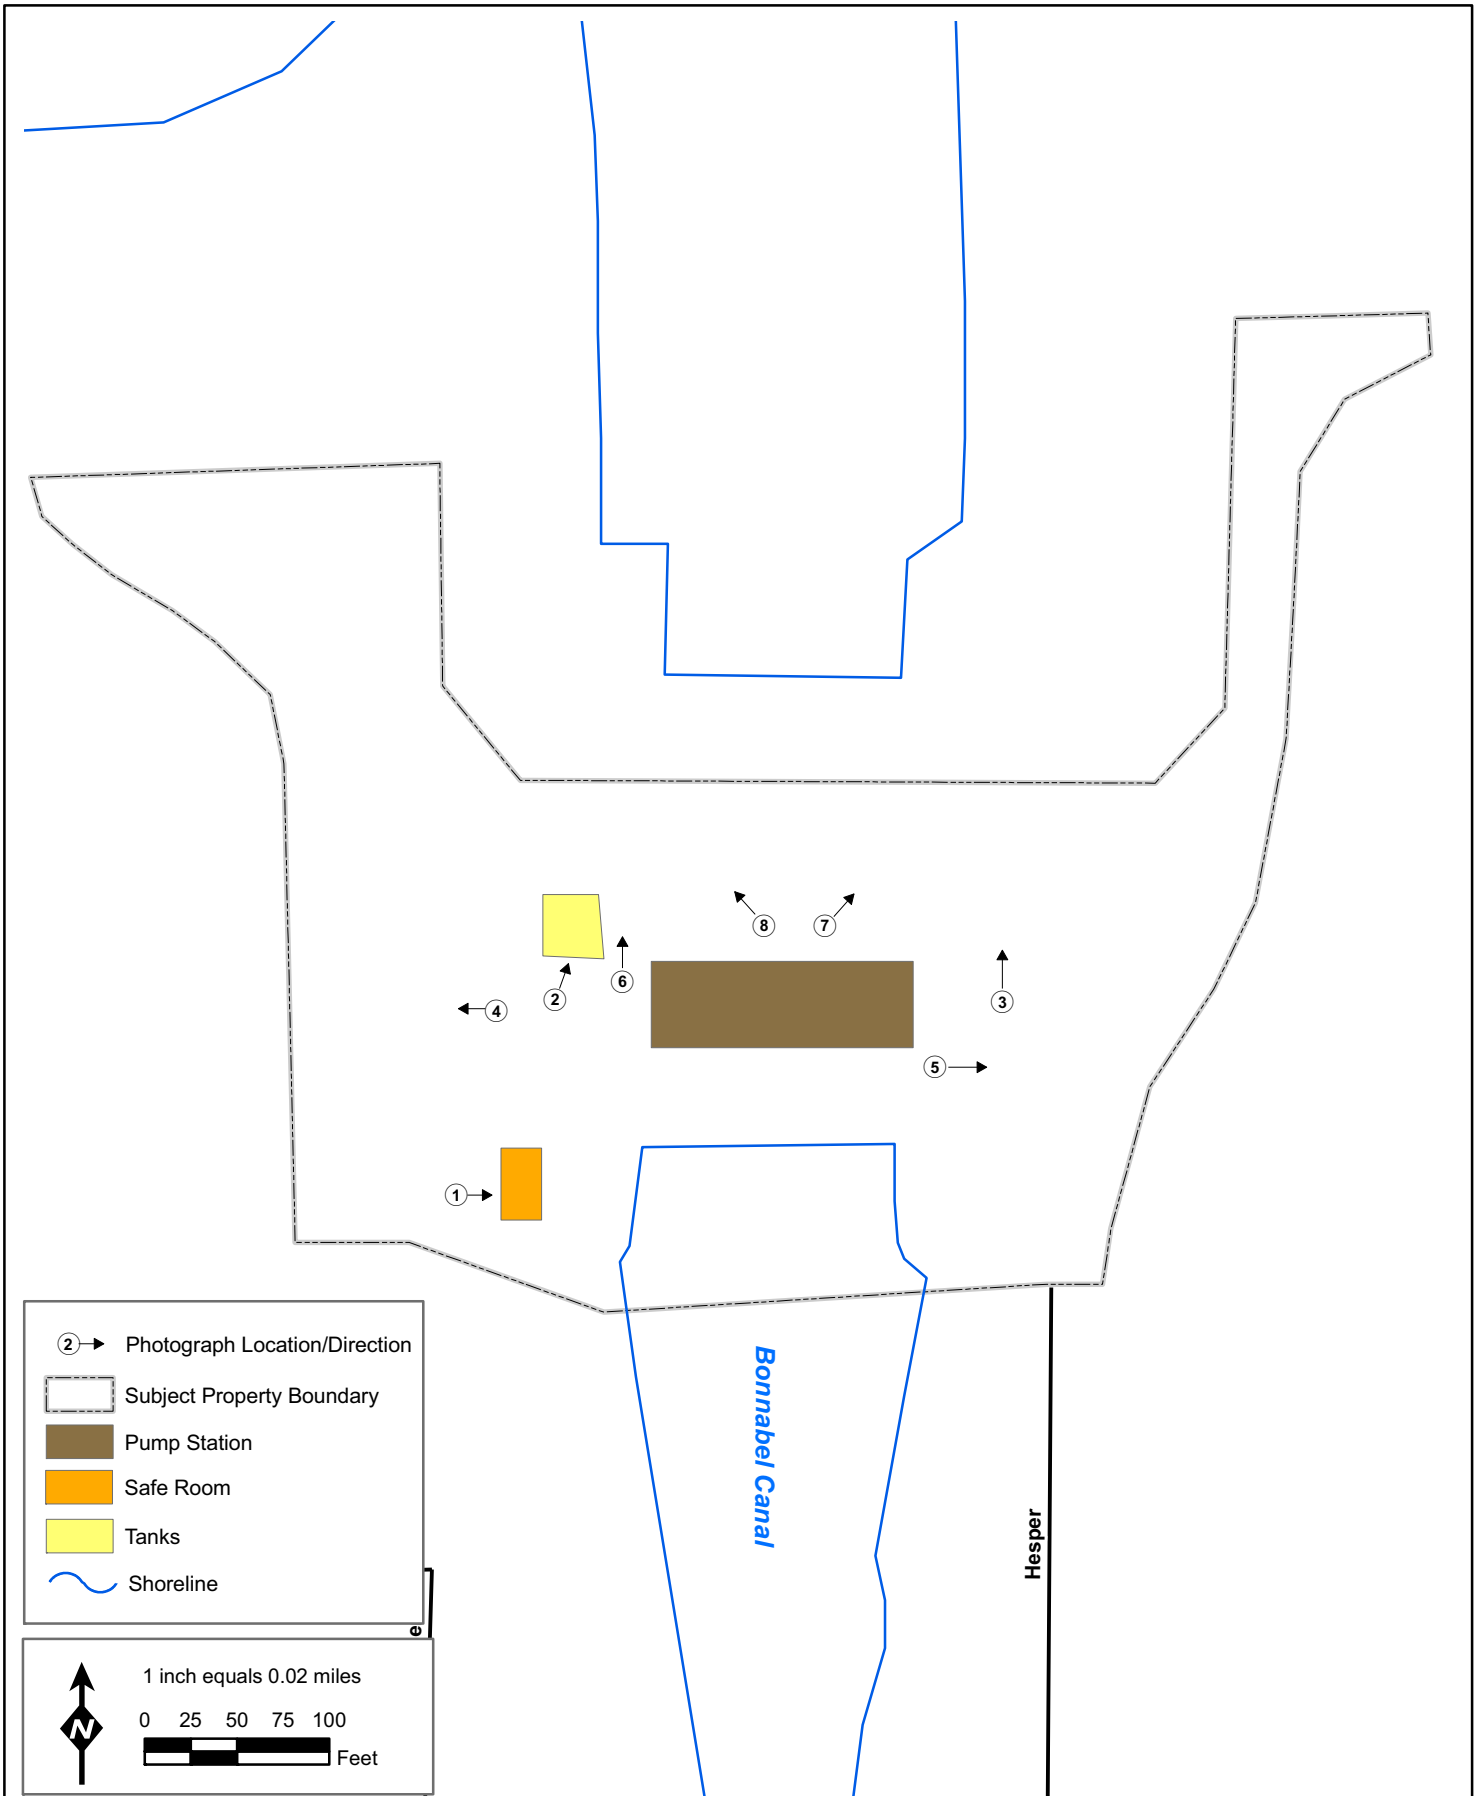 8
7
6
2
3
4
5
1
Bonnabel Canal
Hesper
2 Photograph Location/Direction
Subject Property Boundary
Pump Station
Safe Room
Tanks
Shoreline
e
1 inch equals 0.02 miles
0 25 50 75 100
Feet
N